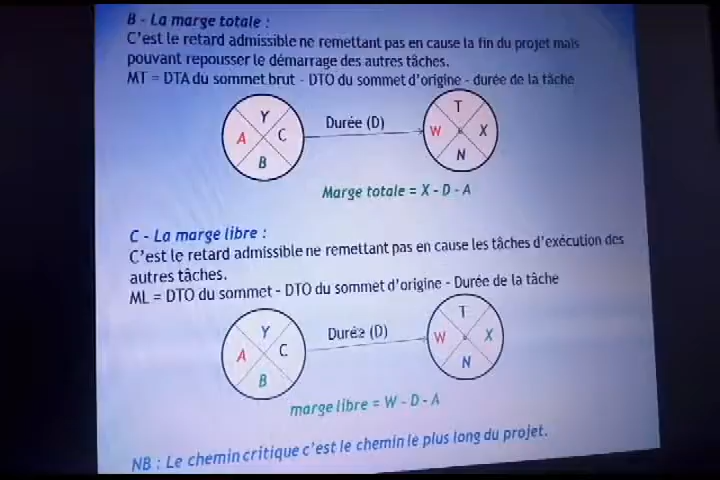 B - La marge totale :
C'est le retard admissible ne remettant pas en cause la fin du projet mais
pouvant repousser le démarrage des autres tâches.
MT = DTA du sommet brut - DTO du sommet d'origine - durée de la tâche
Y
A C
B
Durée (D)
T
W X
N
Marge totale = X - D - A
C - La marge libre :
C'est le retard admissible ne remettant pas en cause les tâches d'exécution des
autres tâches.
ML = DTO du sommet - DTO du sommet d'origine - Durée de la tâche
Y
A C
B
Durée (D)
T
W X
N
marge libre = W - D - A
NB : Le chemin critique c'est le chemin le plus long du projet.